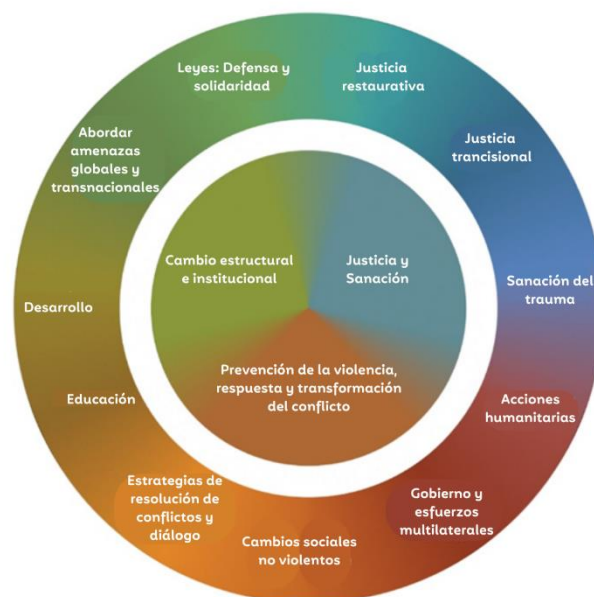 Leyes: Defensa y
solidaridad
Justicia
restaurativa
Justicia
trancisional
Sanación del
trauma
Acciones
humanitarias
Gobierno y
esfuerzos
multilaterales
Cambios sociales
no violentos
Estrategias de
resolución de
conflictos y
diálogo
Educación
Desarrollo
Abordar
amenazas
globales y
transnacionales
Cambio estructural
e institucional
Justicia y
Sanación
Prevención de la violencia,
respuesta y transformación
del conflicto